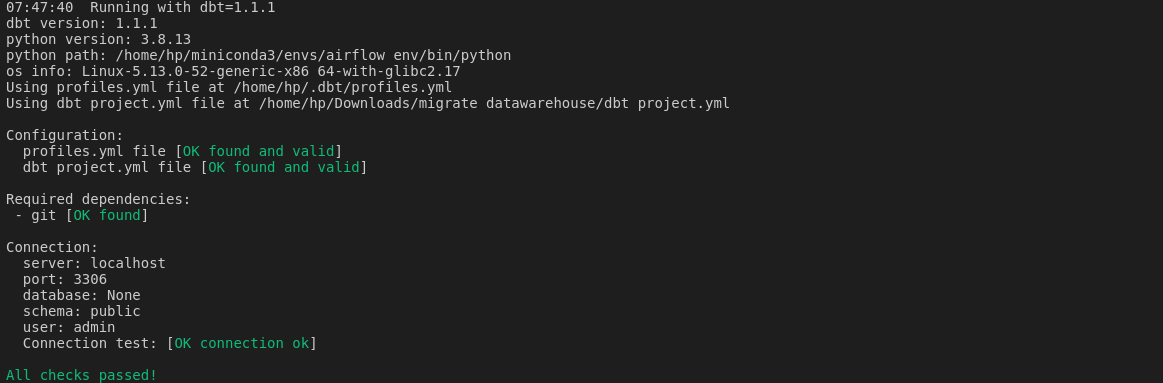 07:47:40  Running with dbt=1.1.1
dbt version: 1.1.1
python version: 3.8.13
python path: /home/hp/miniconda3/envs/airflow env/bin/python
os info: Linux-5.13.0-52-generic-x86 64-with-glibc2.17
Using profiles.yml file at /home/hp/.dbt/profiles.yml
Using dbt project.yml file at /home/hp/Downloads/migrate datawarehouse/dbt project.yml
Configuration:
  profiles.yml file [OK found and valid]
  dbt project.yml file [OK found and valid]
Required dependencies:
 - git [OK found]
Connection:
  server: localhost
  port: 3306
  database: None
  schema: public
  user: admin
  Connection test: [OK connection ok]
All checks passed!